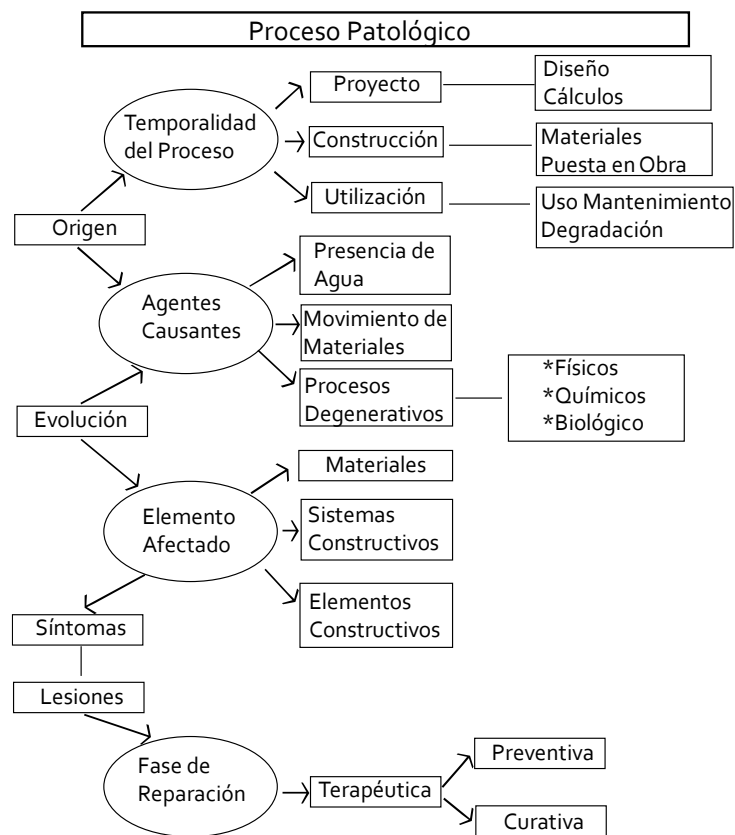 Proceso Patológico
Temporalidad
del Proceso
Proyecto
Diseño
Cálculos
Construcción
Materiales
Puesta en Obra
Utilización
Uso Mantenimiento
Degradación
Origen
Agentes
Causantes
Presencia de
Agua
Movimiento de
Materiales
Procesos
Degenerativos
*Físicos
*Químicos
*Biológico
Evolución
Elemento
Afectado
Materiales
Sistemas
Constructivos
Elementos
Constructivos
Síntomas
Lesiones
Fase de
Reparación
Terapéutica
Preventiva
Curativa